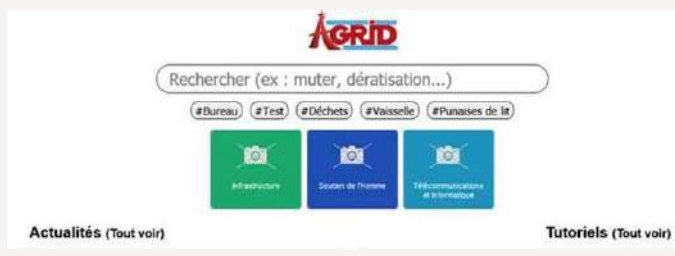 AGRID
Rechercher (ex : muter, dératisation...)
#Bureau #Test #Déchets #Vaisselle #Punaises de lit
Infrastructure
Soutien de l'Homme
Télécommunications
et Informatique
Actualités (Tout voir)
Tutoriels (Tout voir)